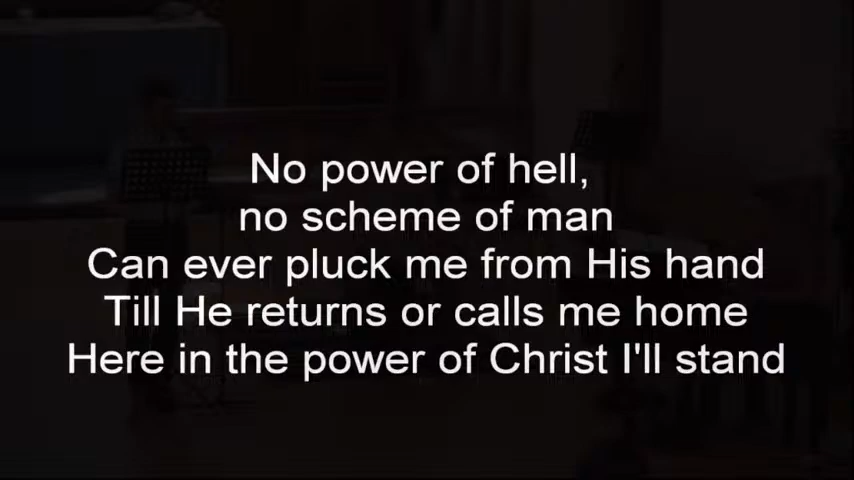 No power of hell,
no scheme of man
Can ever pluck me from His hand
Till He returns or calls me home
Here in the power of Christ I'll stand